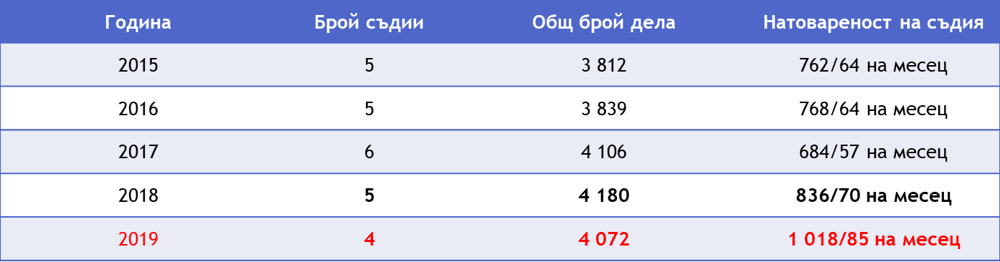 Година Брой съдии Общ брой дела Натовареност на съдия
2015 5 3 812 762/64 на месец
2016 5 3 839 768/64 на месец
2017 6 4 106 684/57 на месец
2018 5 4 180 836/70 на месец
2019 4 4 072 1 018/85 на месец